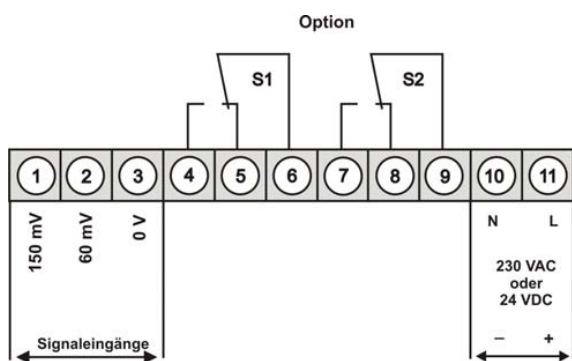 Option
S1 S2
1 2 3 4 5 6 7 8 9 10 11
150 mV
60 mV
0 V
N L
230 VAC
oder
24 VDC
– +
Signaleingänge